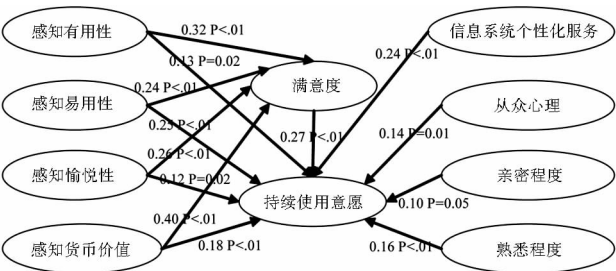 感知有用性
信息系统个性化服务
0.32 P<.01
0.24 P<.01
0.13 P=0.02
满意度
0.24 P<.01
感知易用性
从众心理
0.25 P<.01
0.27 P<.01
0.14 P=0.01
0.26 P<.01
感知愉悦性
亲密程度
0.12 P=0.02
持续使用意愿
0.10 P=0.05
0.40 P<.01
感知货币价值
0.18 P<.01
0.16 P<.01
熟悉程度